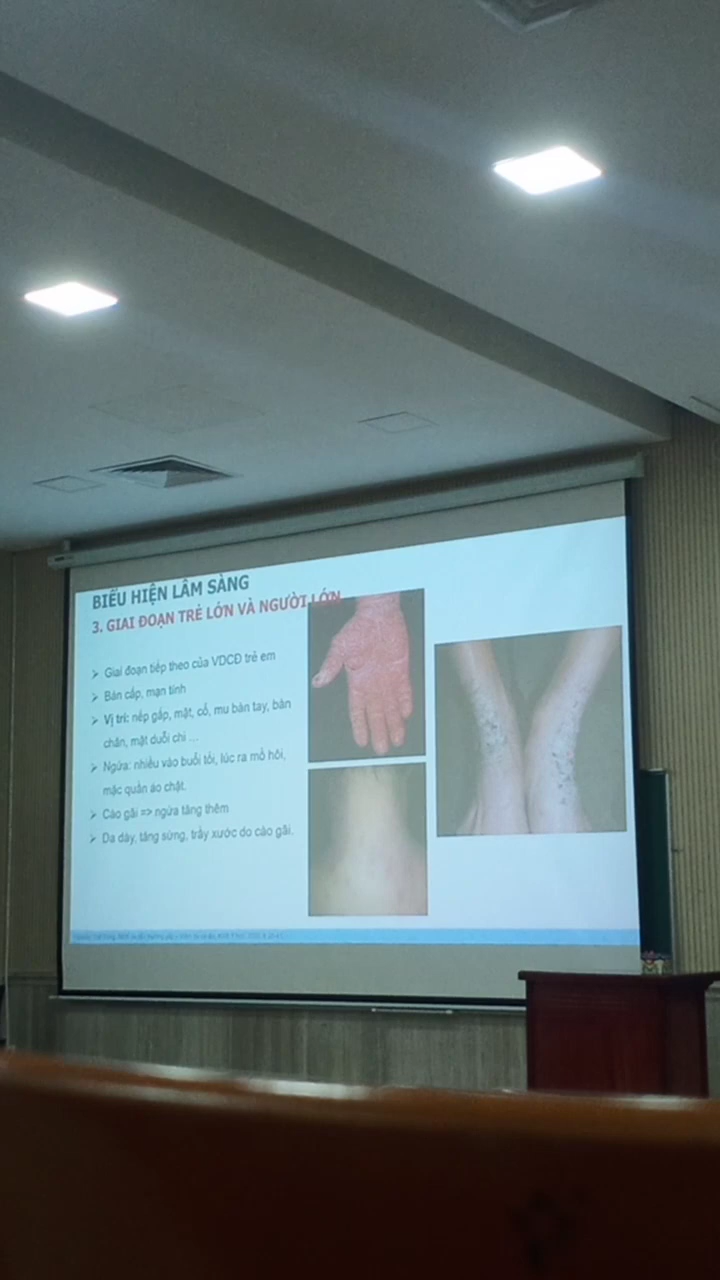 BIỂU HIỆN LÂM SÀNG
3. GIAI ĐOẠN TRẺ LỚN VÀ NGƯỜI LỚN
➢ Giai đoạn tiếp theo của VDCĐ trẻ em
➢ Bán cấp, mạn tính
➢ Vị trí: nếp gấp, mặt, cổ, mu bàn tay, bàn
chân, mặt duỗi chi ...
➢ Ngứa: nhiều vào buổi tối, lúc ra mồ hôi,
mặc quần áo chật.
➢ Cào gãi => ngứa tăng thêm
➢ Da dày, tăng sừng, trầy xước do cào gãi.